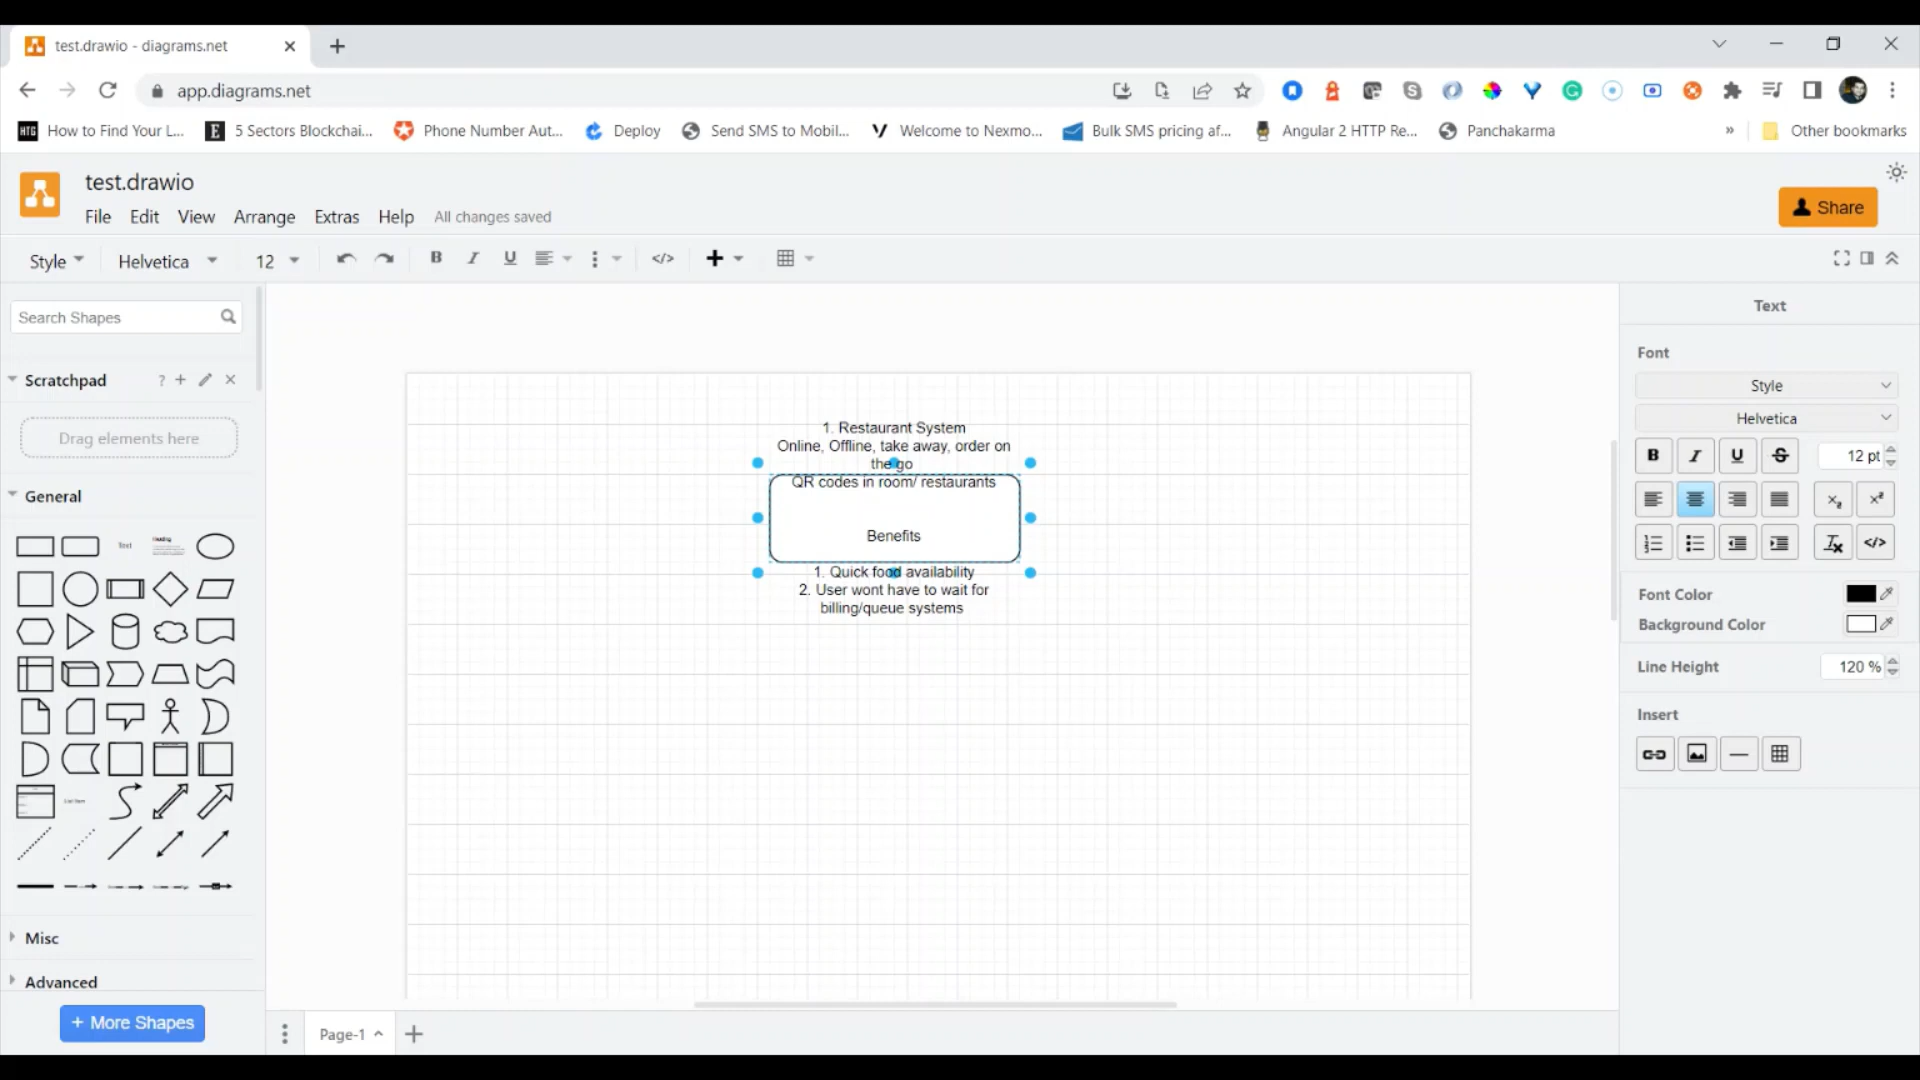 test.drawio - diagrams.net
app.diagrams.net
HTG How to Find Your L...
E 5 Sectors Blockchai...
Phone Number Aut...
Deploy
Send SMS to Mobil...
Welcome to Nexmo...
Bulk SMS pricing af...
Angular 2 HTTP Re...
Panchakarma
»
Other bookmarks
test.drawio
File Edit View Arrange Extras Help All changes saved
Share
Style Helvetica 12 B I U </>
Search Shapes
Scratchpad ? +
Drag elements here
General
Text
Heading
List Item
Misc
Advanced
+ More Shapes
1. Restaurant System
Online, Offline, take away, order on
the go
QR codes in room/ restaurants
Benefits
1. Quick food availability
2. User wont have to wait for
billing/queue systems
Page-1
Text
Font
Style
Helvetica
B I U S 12 pt
Font Color
Background Color
Line Height 120 %
Insert